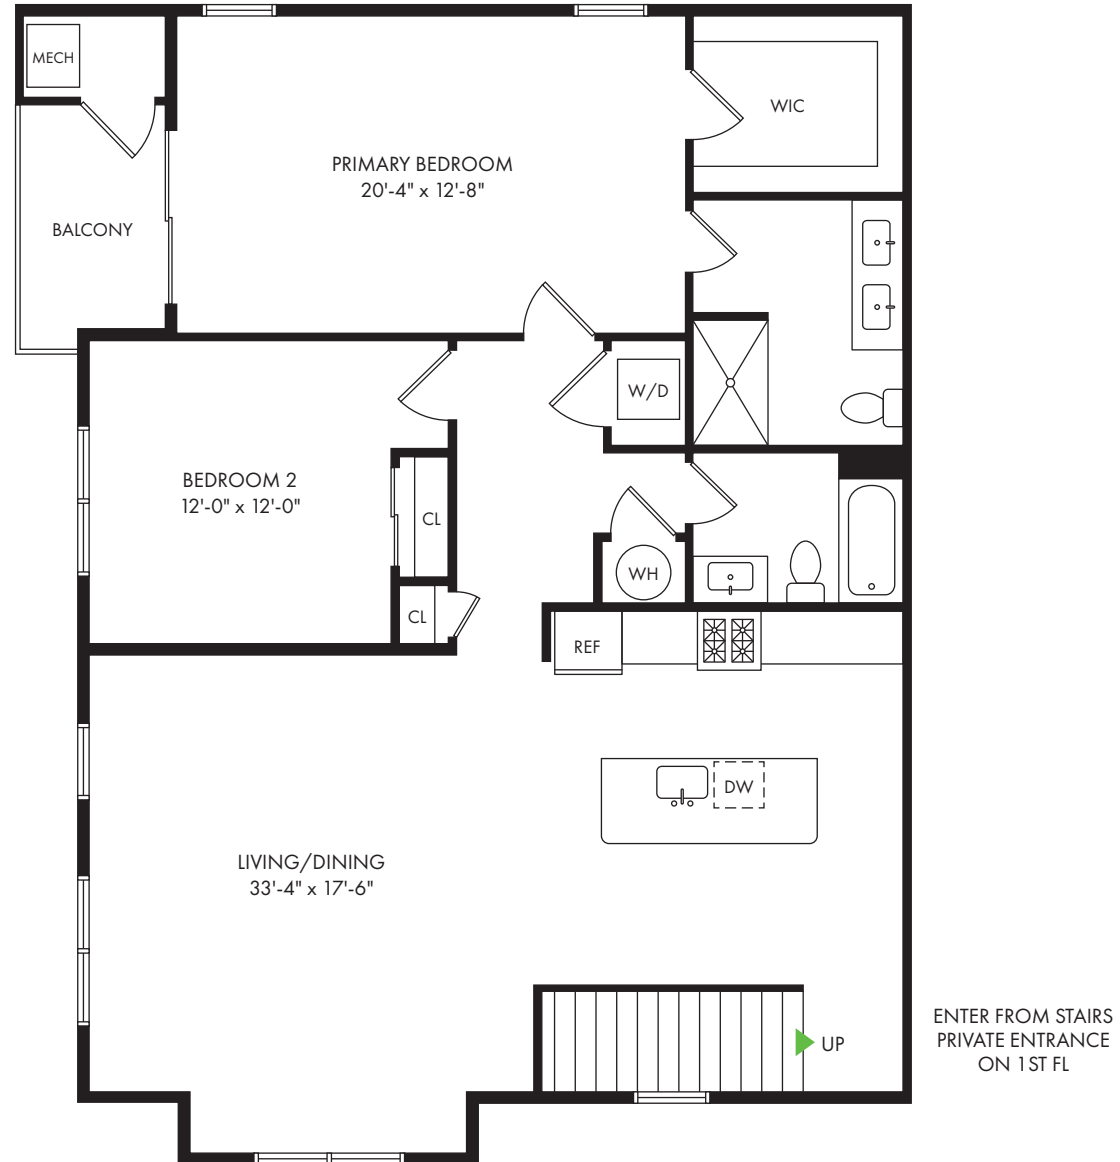 MECH
WIC
PRIMARY BEDROOM
20'-4" x 12'-8"
BALCONY
W/D
BEDROOM 2
12'-0" x 12'-0"
CL
WH
CL
REF
DW
LIVING/DINING
33'-4" x 17'-6"
ENTER FROM STAIRS
PRIVATE ENTRANCE
ON 1ST FL
UP